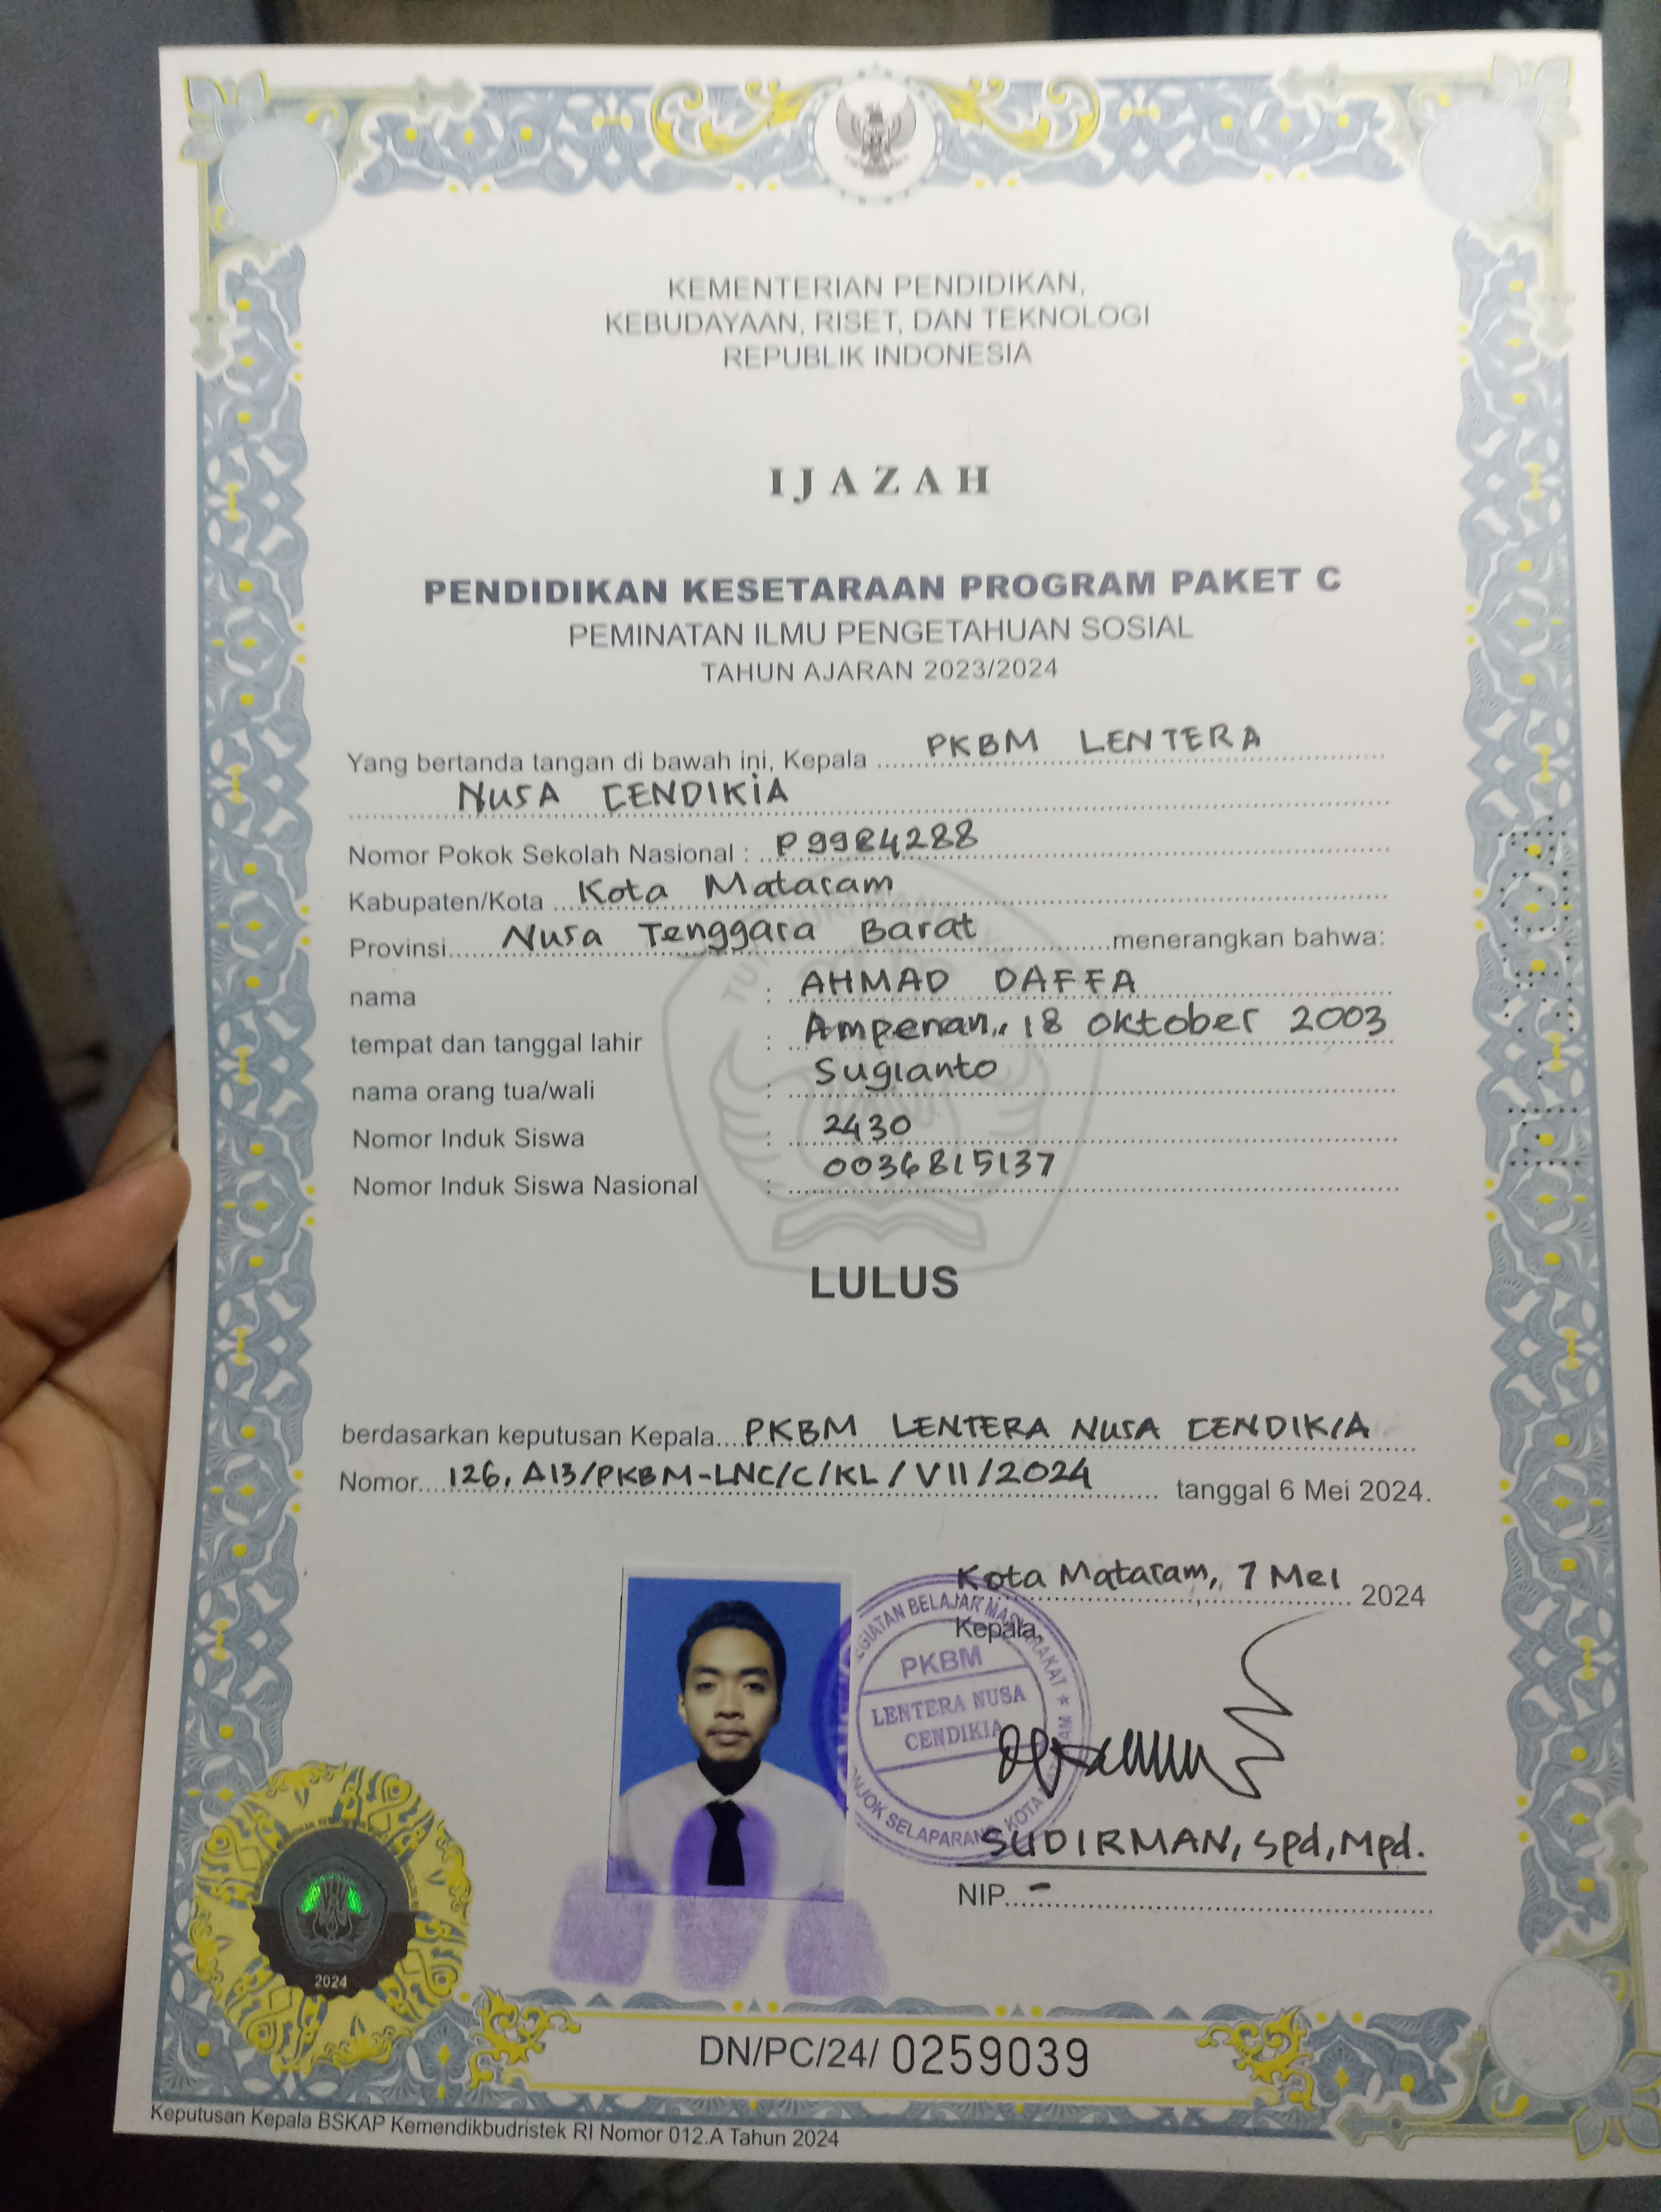 KEMENTERIAN PENDIDIKAN,
KEBUDAYAAN, RISET, DAN TEKNOLOGI
REPUBLIK INDONESIA
IJAZAH
PENDIDIKAN KESETARAAN PROGRAM PAKET C
PEMINATAN ILMU PENGETAHUAN SOSIAL
TAHUN AJARAN 2023/2024
Yang bertanda tangan di bawah ini, Kepala PKBM LENTERA
NUSA CENDIKIA
Nomor Pokok Sekolah Nasional : P9984288
Kabupaten/Kota Kota Mataram
Provinsi Nusa Tenggara Barat menerangkan bahwa:
nama : AHMAD DAFFA
tempat dan tanggal lahir : Ampenan, 18 Oktober 2003
nama orang tua/wali : Sugianto
Nomor Induk Siswa : 2430
Nomor Induk Siswa Nasional : 0036815137
LULUS
berdasarkan keputusan Kepala PKBM LENTERA NUSA CENDIKIA
Nomor 126.A13/PKBM-LNC/C/KL/VII/2024 tanggal 6 Mei 2024.
Kota Mataram, 7 Mei 2024
Kepala,
BELAJAR
PKBM
LENTERA NUSA
CENDIKIA
SELAPARANG KOTA
SUDIRMAN, Spd, Mpd.
NIP. -
2024
DN/PC/24/ 0259039
Keputusan Kepala BSKAP Kemendikbudristek RI Nomor 012.A Tahun 2024